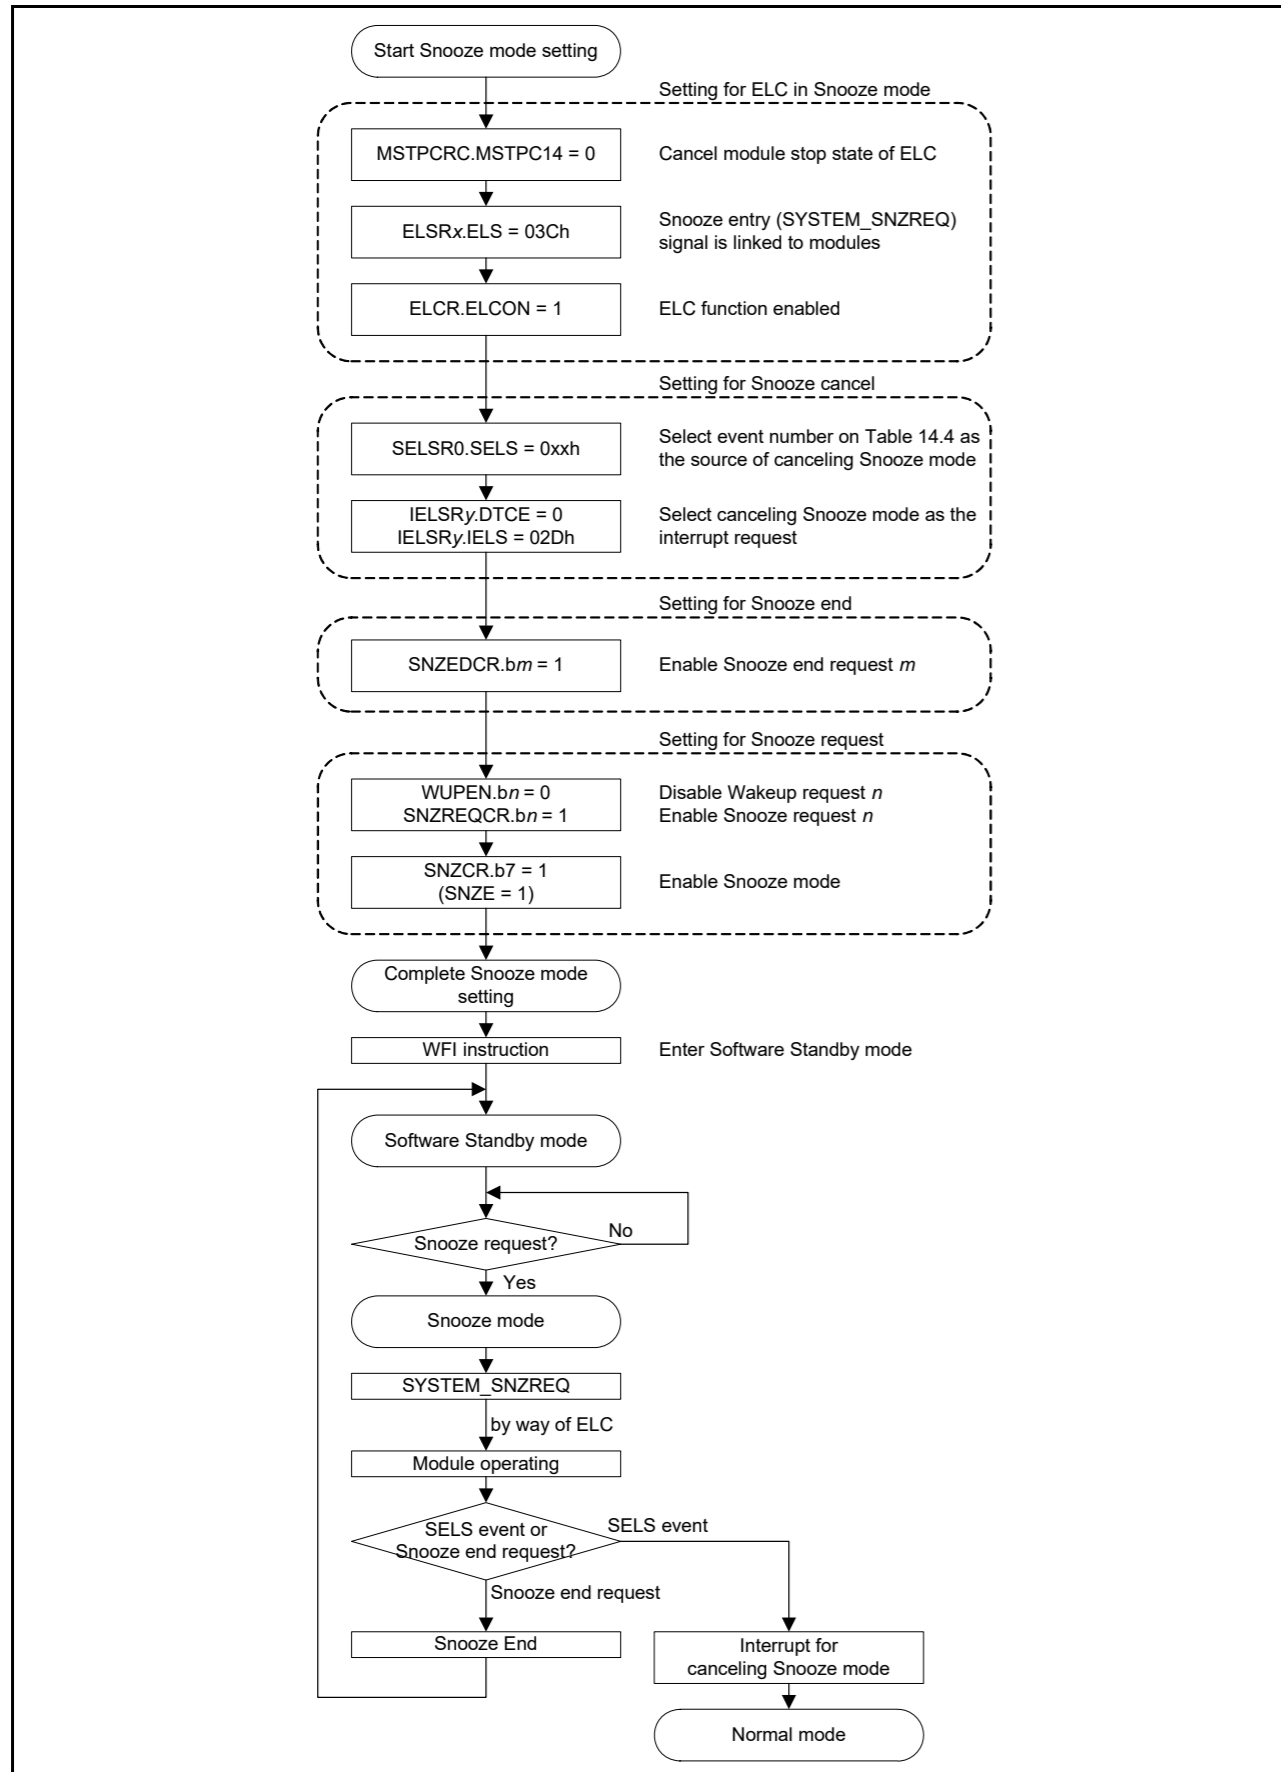 Start Snooze mode setting
Setting for ELC in Snooze mode
MSTPCRC.MSTPC14 = 0
Cancel module stop state of ELC
ELSRx.ELS = 03Ch
Snooze entry (SYSTEM_SNZREQ)
signal is linked to modules
ELCR.ELCON = 1
ELC function enabled
Setting for Snooze cancel
SELSR0.SELS = 0xxh
Select event number on Table 14.4 as
the source of canceling Snooze mode
IELSRy.DTCE = 0
IELSRy.IELS = 02Dh
Select canceling Snooze mode as the
interrupt request
Setting for Snooze end
SNZEDCR.bm = 1
Enable Snooze end request m
Setting for Snooze request
WUPEN.bn = 0
SNZREQCR.bn = 1
Disable Wakeup request n
Enable Snooze request n
SNZCR.b7 = 1
(SNZE = 1)
Enable Snooze mode
Complete Snooze mode
setting
WFI instruction
Enter Software Standby mode
Software Standby mode
Snooze request?
No
Yes
Snooze mode
SYSTEM_SNZREQ
by way of ELC
Module operating
SELS event or
Snooze end request?
SELS event
Snooze end request
Snooze End
Interrupt for
canceling Snooze mode
Normal mode